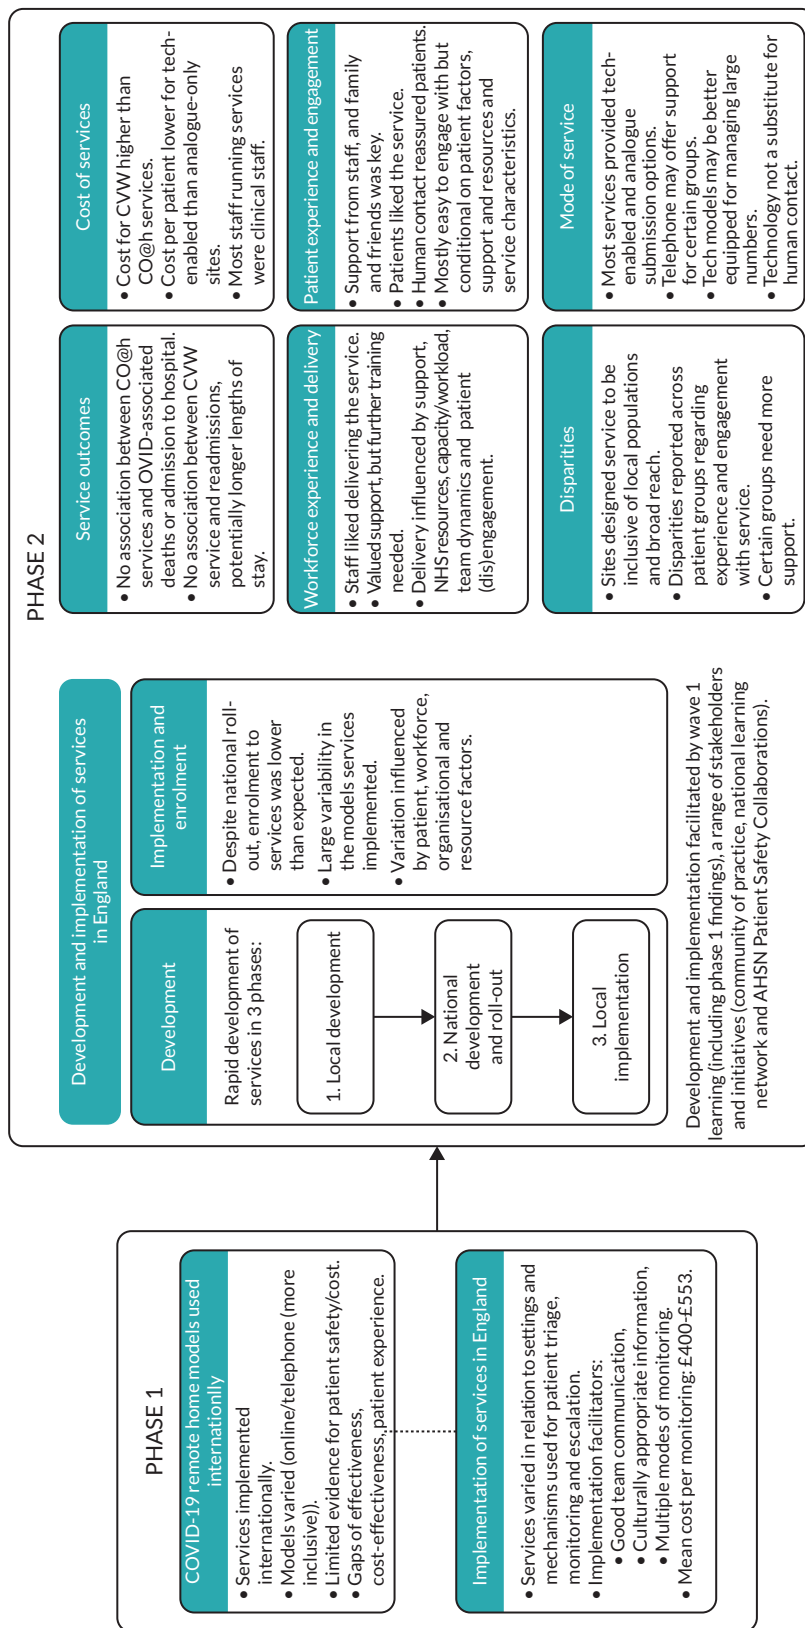 PHASE 1
COVID-19 remote home models used
internationlly
• Services implemented
internationally.
• Models varied (online/telephone (more
inclusive)).
• Limited evidence for patient safety/cost.
• Gaps of effectiveness,
cost-effectiveness, patient experience.
Implementation of services in England
• Services varied in relation to settings and
mechanisms used for patient triage,
monitoring and escalation.
• Implementation facilitators:
• Good team communication,
• Culturally appropriate information,
• Multiple modes of monitoring.
• Mean cost per monitoring: £400-£553.
PHASE 2
Development and implementation of services
in England
Development
Rapid development of
services in 3 phases:
1. Local development
2. National
development
and roll-out
3. Local
implementation
Implementation and
enrolment
• Despite national roll-
out, enrolment to
services was lower
than expected.
• Large variability in
the models services
implemented.
• Variation influenced
by patient, workforce,
organisational and
resource factors.
Development and implementation facilitated by wave 1
learning (including phase 1 findings), a range of stakeholders
and initiatives (community of practice, national learning
network and AHSN Patient Safety Collaborations).
Service outcomes
• No association between CO@h
services and OVID-associated
deaths or admission to hospital.
• No association between CVW
service and readmissions,
potentially longer lengths of
stay.
Cost of services
• Cost for CVW higher than
CO@h services.
• Cost per patient lower for tech-
enabled than analogue-only
sites.
• Most staff running services
were clinical staff.
Workforce experience and delivery
• Staff liked delivering the service.
• Valued support, but further training
needed.
• Delivery influenced by support,
NHS resources, capacity/workload,
team dynamics and patient
(dis)engagement.
Patient experience and engagement
• Support from staff, and family
and friends was key.
• Patients liked the service.
• Human contact reassured patients.
• Mostly easy to engage with but
conditional on patient factors,
support and resources and
service characteristics.
Disparities
• Sites designed service to be
inclusive of local populations
and broad reach.
• Disparities reported across
patient groups regarding
experience and engagement
with service.
• Certain groups need more
support.
Mode of service
• Most services provided tech-
enabled and analogue
submission options.
• Telephone may offer support
for certain groups.
• Tech models may be better
equipped for managing large
numbers.
• Technology not a substitute for
human contact.